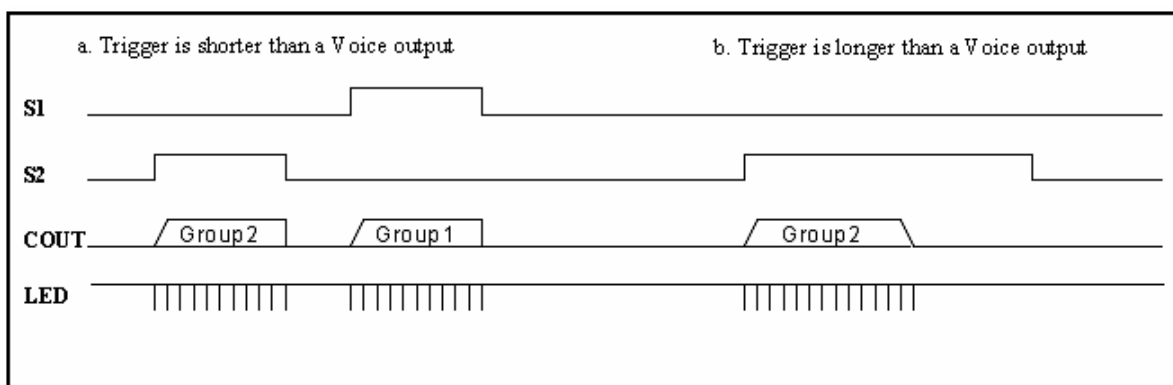 a. Trigger is shorter than a Voice output
b. Trigger is longer than a Voice output
S1
S2
COUT
Group2
Group1
Group2
LED